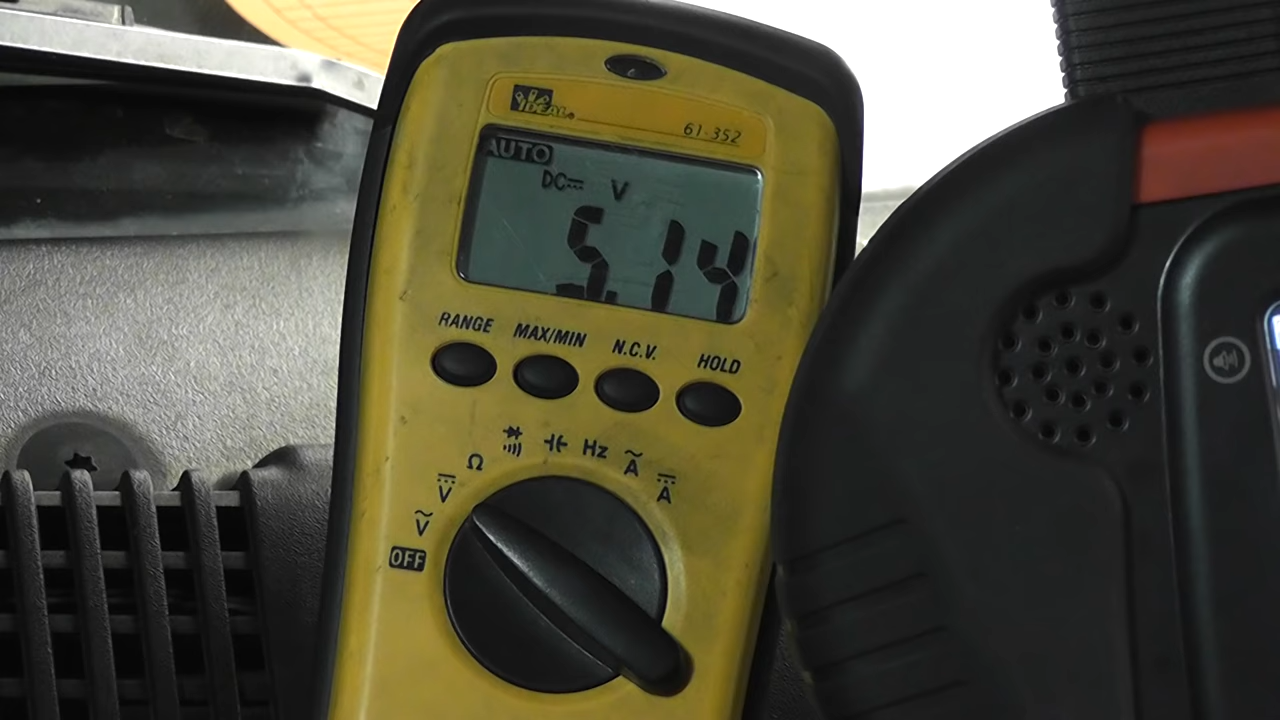 IDEAL
61-352
AUTO
DC V
5.14
RANGE MAX/MIN N.C.V. HOLD
Ω Hz Ã
V A
Ṽ
OFF